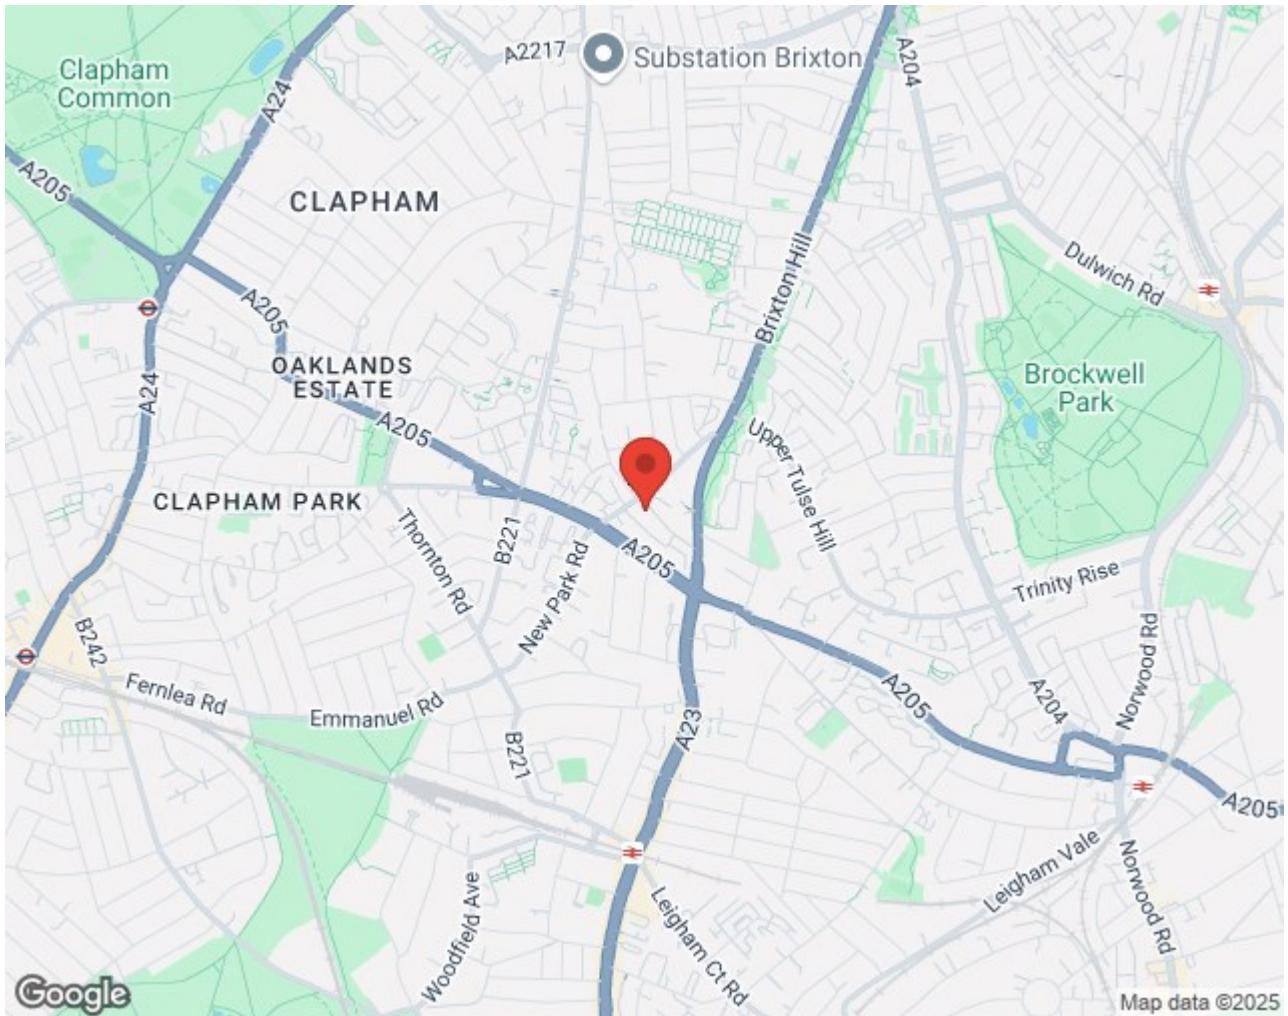 A2217
Substation Brixton
A204
Clapham
Common
A24
A205
CLAPHAM
Dulwich Rd
Brixton Hill
A205
OAKLANDS
ESTATE
A24
Brockwell
Park
A205
Upper Tulse Hill
CLAPHAM PARK
Thornton Rd
B221
A205
New Park Rd
Trinity Rise
B242
Norwood Rd
Fernlea Rd
Emmanuel Rd
A205
A204
A23
B221
A205
Leigham Vale
Norwood Rd
Woodfield Ave
Leigham Ct Rd
Google
Map data ©2025